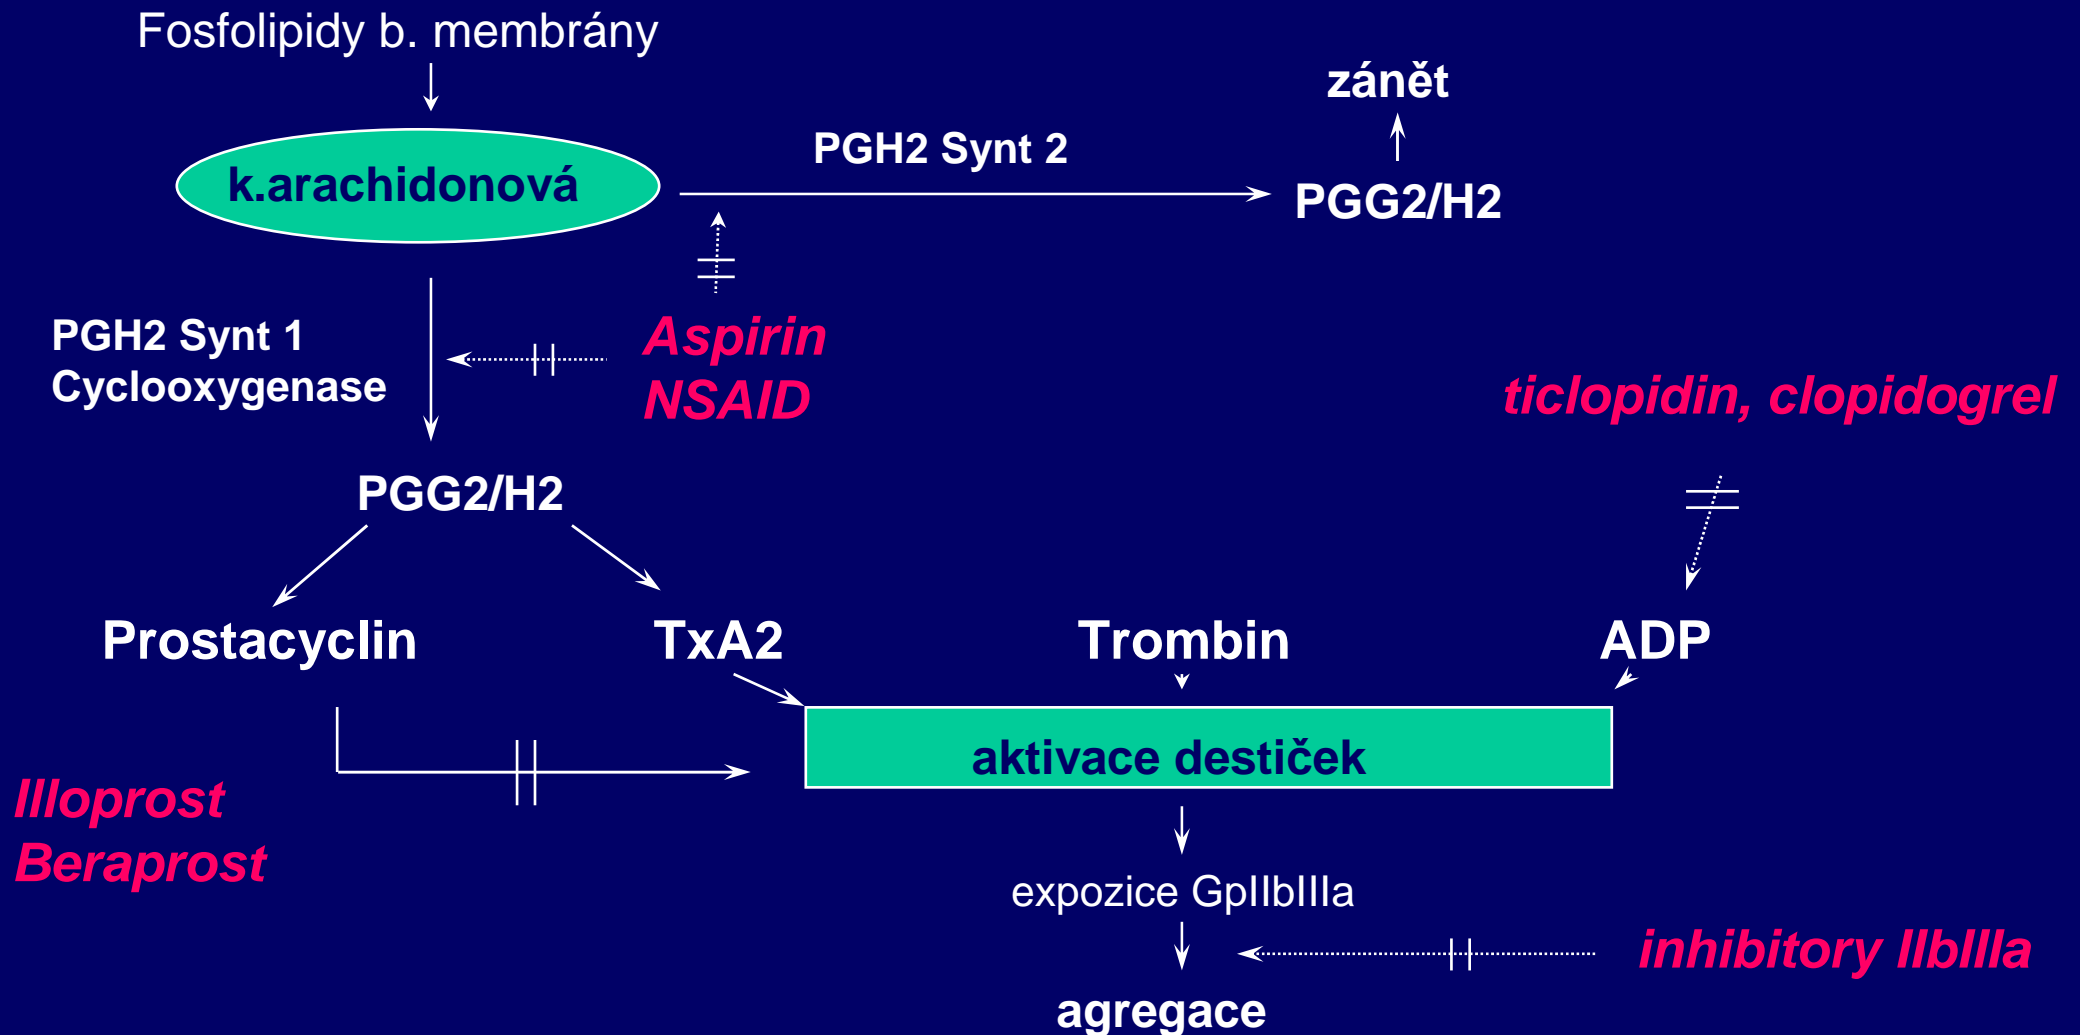 Fosfolipidy b. membrány
zánět
PGH2 Synt 2
k.arachidonová
PGG2/H2
PGH2 Synt 1
Cyclooxygenase
Aspirin
NSAID
ticlopidin, clopidogrel
PGG2/H2
Prostacyclin
TxA2
Trombin
ADP
aktivace destiček
Illoprost
Beraprost
expozice GpIIbIIIa
inhibitory IIbIIIa
agregace